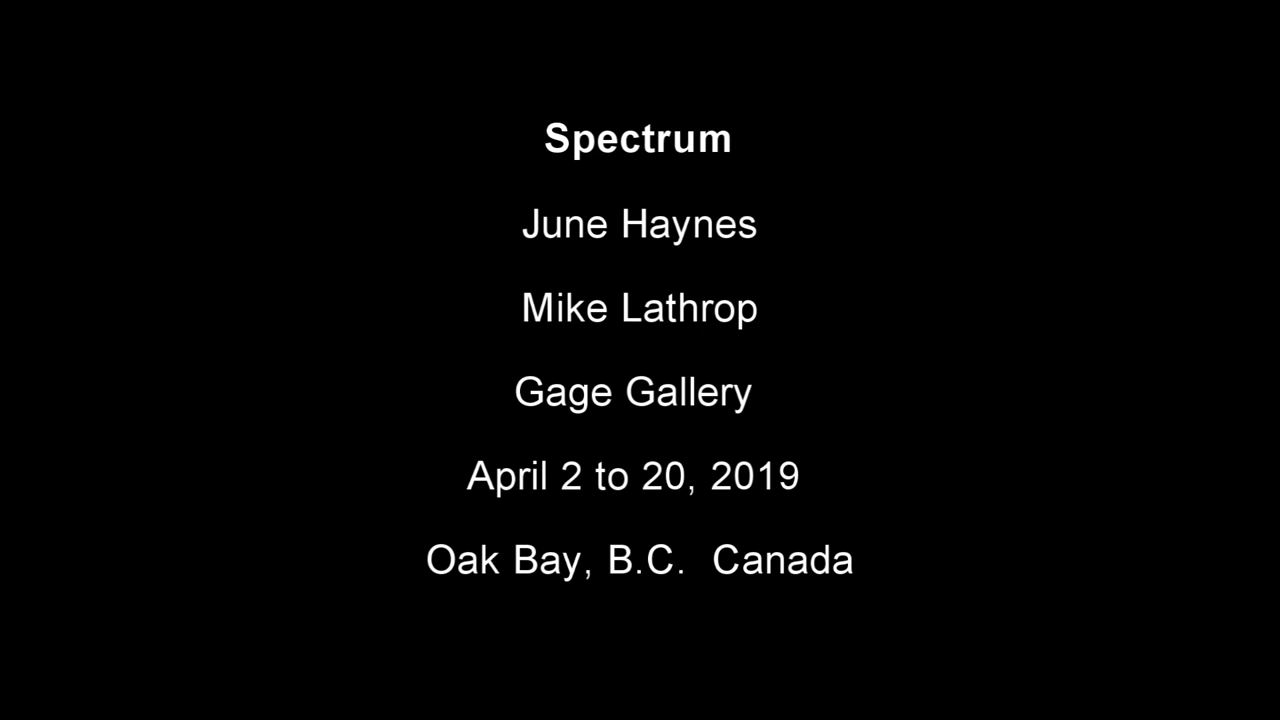 Spectrum
June Haynes
Mike Lathrop
Gage Gallery
April 2 to 20, 2019
Oak Bay, B.C.  Canada